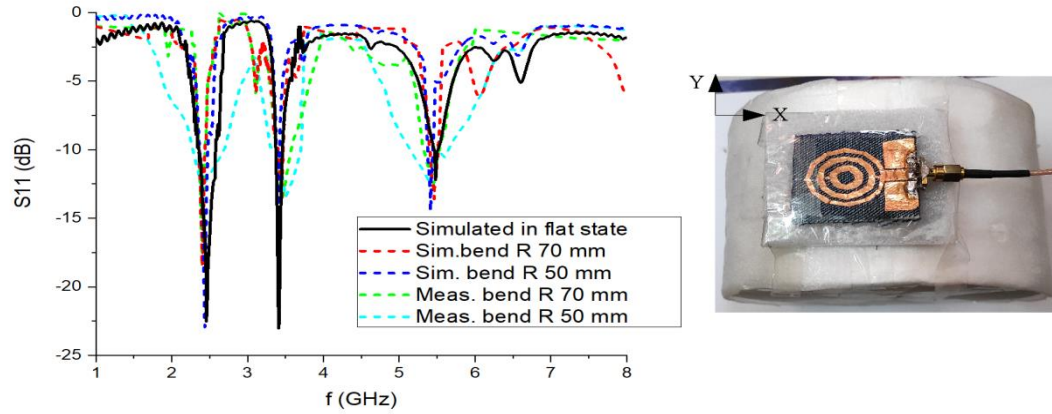 0
-5
-10
-15
-20
-25
S11 (dB)
1 2 3 4 5 6 7 8
f (GHz)
Simulated in flat state
Sim.bend R 70 mm
Sim. bend R 50 mm
Meas. bend R 70 mm
Meas. bend R 50 mm
Y
X